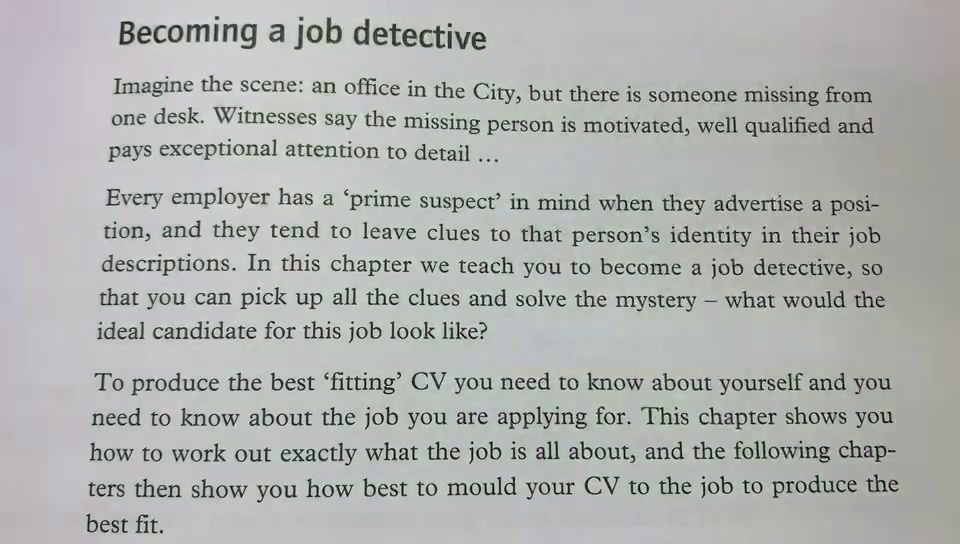 Becoming a job detective
Imagine the scene: an office in the City, but there is someone missing from
one desk. Witnesses say the missing person is motivated, well qualified and
pays exceptional attention to detail ...
Every employer has a ‘prime suspect’ in mind when they advertise a posi-
tion, and they tend to leave clues to that person’s identity in their job
descriptions. In this chapter we teach you to become a job detective, so
that you can pick up all the clues and solve the mystery – what would the
ideal candidate for this job look like?
To produce the best ‘fitting’ CV you need to know about yourself and you
need to know about the job you are applying for. This chapter shows you
how to work out exactly what the job is all about, and the following chap-
ters then show you how best to mould your CV to the job to produce the
best fit.